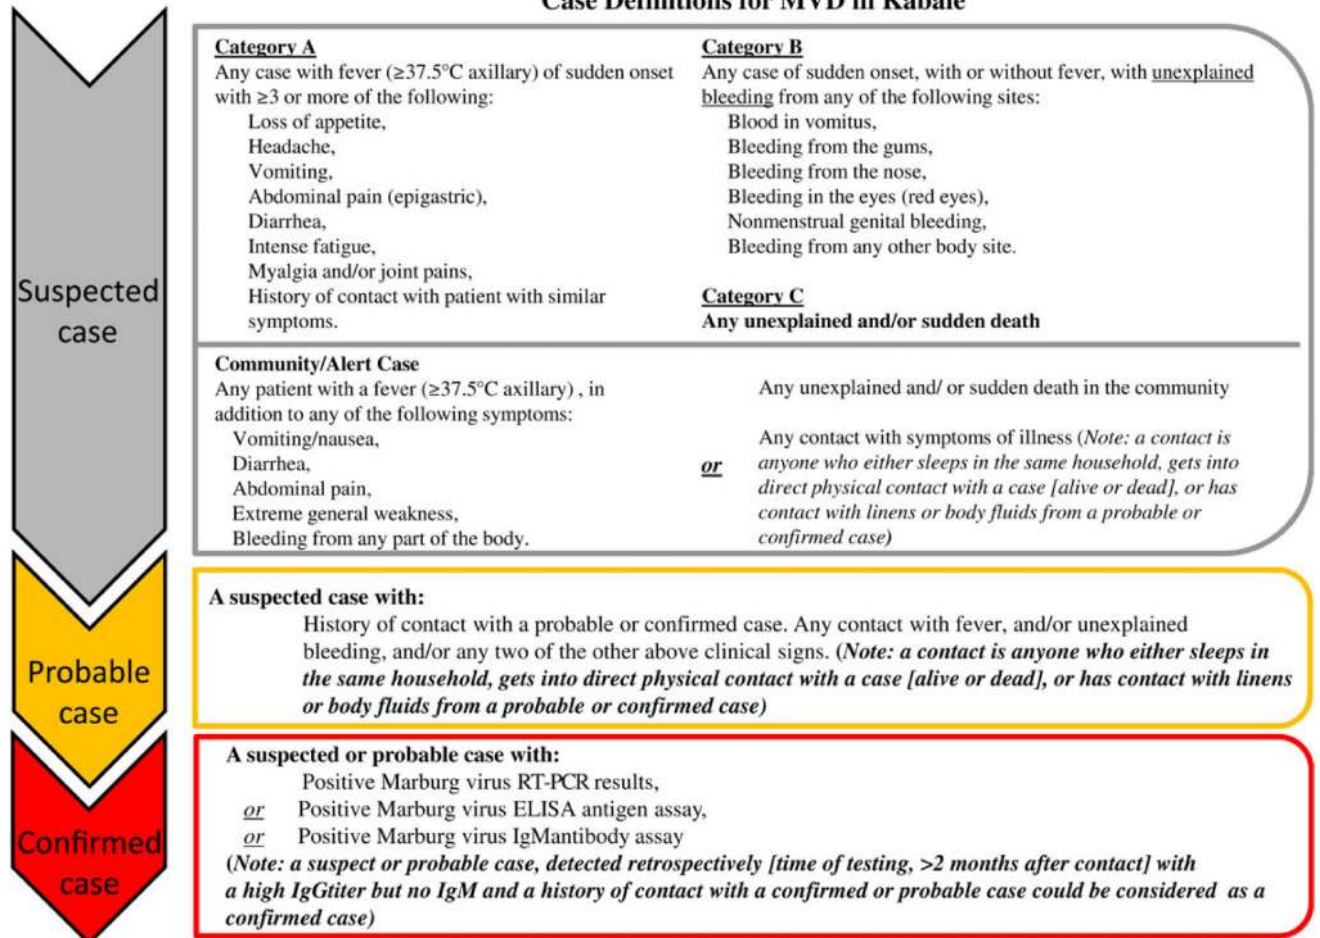 Case Definitions for MVD in Kabale
Suspected
case
Category A
Any case with fever (≥37.5°C axillary) of sudden onset
with ≥3 or more of the following:
Loss of appetite,
Headache,
Vomiting,
Abdominal pain (epigastric),
Diarrhea,
Intense fatigue,
Myalgia and/or joint pains,
History of contact with patient with similar
symptoms.
Category B
Any case of sudden onset, with or without fever, with unexplained
bleeding from any of the following sites:
Blood in vomitus,
Bleeding from the gums,
Bleeding from the nose,
Bleeding in the eyes (red eyes),
Nonmenstrual genital bleeding,
Bleeding from any other body site.
Category C
Any unexplained and/or sudden death
Community/Alert Case
Any patient with a fever (≥37.5°C axillary) , in
addition to any of the following symptoms:
Vomiting/nausea,
Diarrhea,
Abdominal pain,
Extreme general weakness,
Bleeding from any part of the body.
or
Any unexplained and/ or sudden death in the community
Any contact with symptoms of illness (Note: a contact is
anyone who either sleeps in the same household, gets into
direct physical contact with a case [alive or dead], or has
contact with linens or body fluids from a probable or
confirmed case)
Probable
case
A suspected case with:
History of contact with a probable or confirmed case. Any contact with fever, and/or unexplained
bleeding, and/or any two of the other above clinical signs. (Note: a contact is anyone who either sleeps in
the same household, gets into direct physical contact with a case [alive or dead], or has contact with linens
or body fluids from a probable or confirmed case)
Confirmed
case
A suspected or probable case with:
Positive Marburg virus RT-PCR results,
or Positive Marburg virus ELISA antigen assay,
or Positive Marburg virus IgMantibody assay
(Note: a suspect or probable case, detected retrospectively [time of testing, >2 months after contact] with
a high IgGtiter but no IgM and a history of contact with a confirmed or probable case could be considered as a
confirmed case)